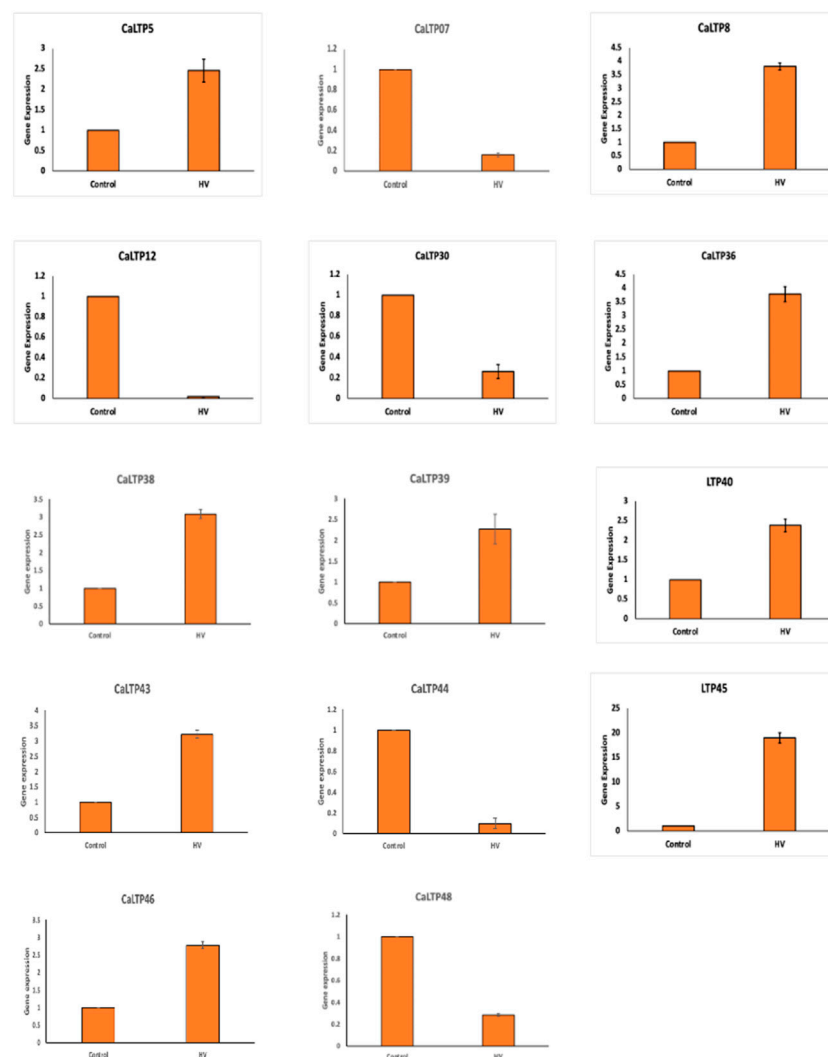 CaLTP5
Gene Expression
3
2.5
2
1.5
1
0.5
0
Control HV
CaLTP07
Gene expression
1.2
1
0.8
0.6
0.4
0.2
0
Control HV
CaLTP8
Gene Expression
4.5
4
3.5
3
2.5
2
1.5
1
0.5
0
Control HV
CaLTP12
Gene Expression
1.2
1
0.8
0.6
0.4
0.2
0
Control HV
CaLTP30
Gene Expression
1.2
1
0.8
0.6
0.4
0.2
0
Control HV
CaLTP36
Gene Expression
4.5
4
3.5
3
2.5
2
1.5
1
0.5
0
Control HV
CaLTP38
Gene expression
3.5
3
2.5
2
1.5
1
0.5
0
Control HV
CaLTP39
Gene expression
3
2.5
2
1.5
1
0.5
0
Control HV
LTP40
Gene Expression
3
2.5
2
1.5
1
0.5
0
Control HV
CaLTP43
Gene expression
4
3.5
3
2.5
2
1.5
1
0.5
0
Control HV
CaLTP44
Gene expression
1.2
1
0.8
0.6
0.4
0.2
0
Control HV
LTP45
Gene Expression
25
20
15
10
5
0
Control HV
CaLTP46
Gene expression
3.5
3
2.5
2
1.5
1
0.5
0
Control HV
CaLTP48
Gene expression
1.2
1
0.8
0.6
0.4
0.2
0
Control HV